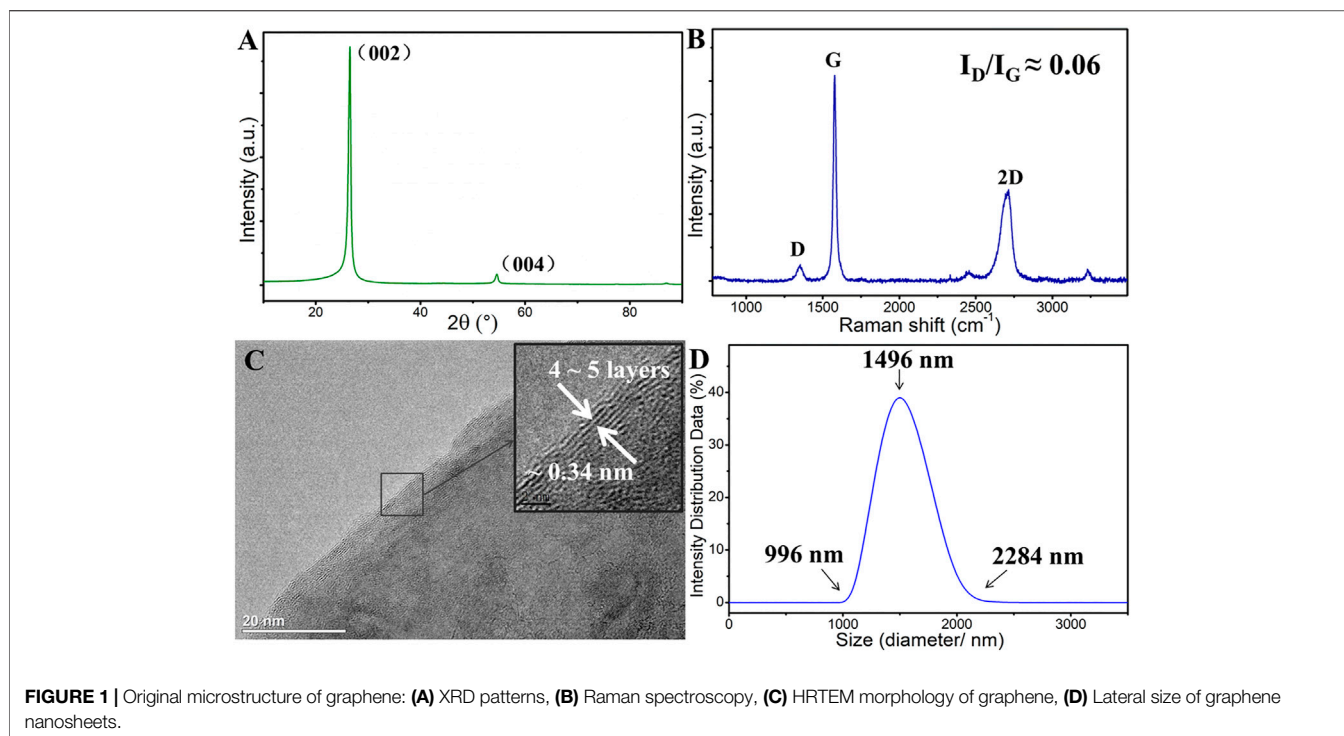 A
（002）
（004）
Intensity (a.u.)
20
40
60
80
2θ (°)
B
G
I_D/I_G ≈ 0.06
D
2D
Intensity (a.u.)
1000
1500
2000
2500
3000
Raman shift (cm⁻¹)
C
4 ~ 5 layers
~ 0.34 nm
20 nm
D
1496 nm
996 nm
2284 nm
Intensity Distribution Data (%)
40
30
20
10
0
0
1000
2000
3000
Size (diameter/ nm)
FIGURE 1 | Original microstructure of graphene: (A) XRD patterns, (B) Raman spectroscopy, (C) HRTEM morphology of graphene, (D) Lateral size of graphene
nanosheets.